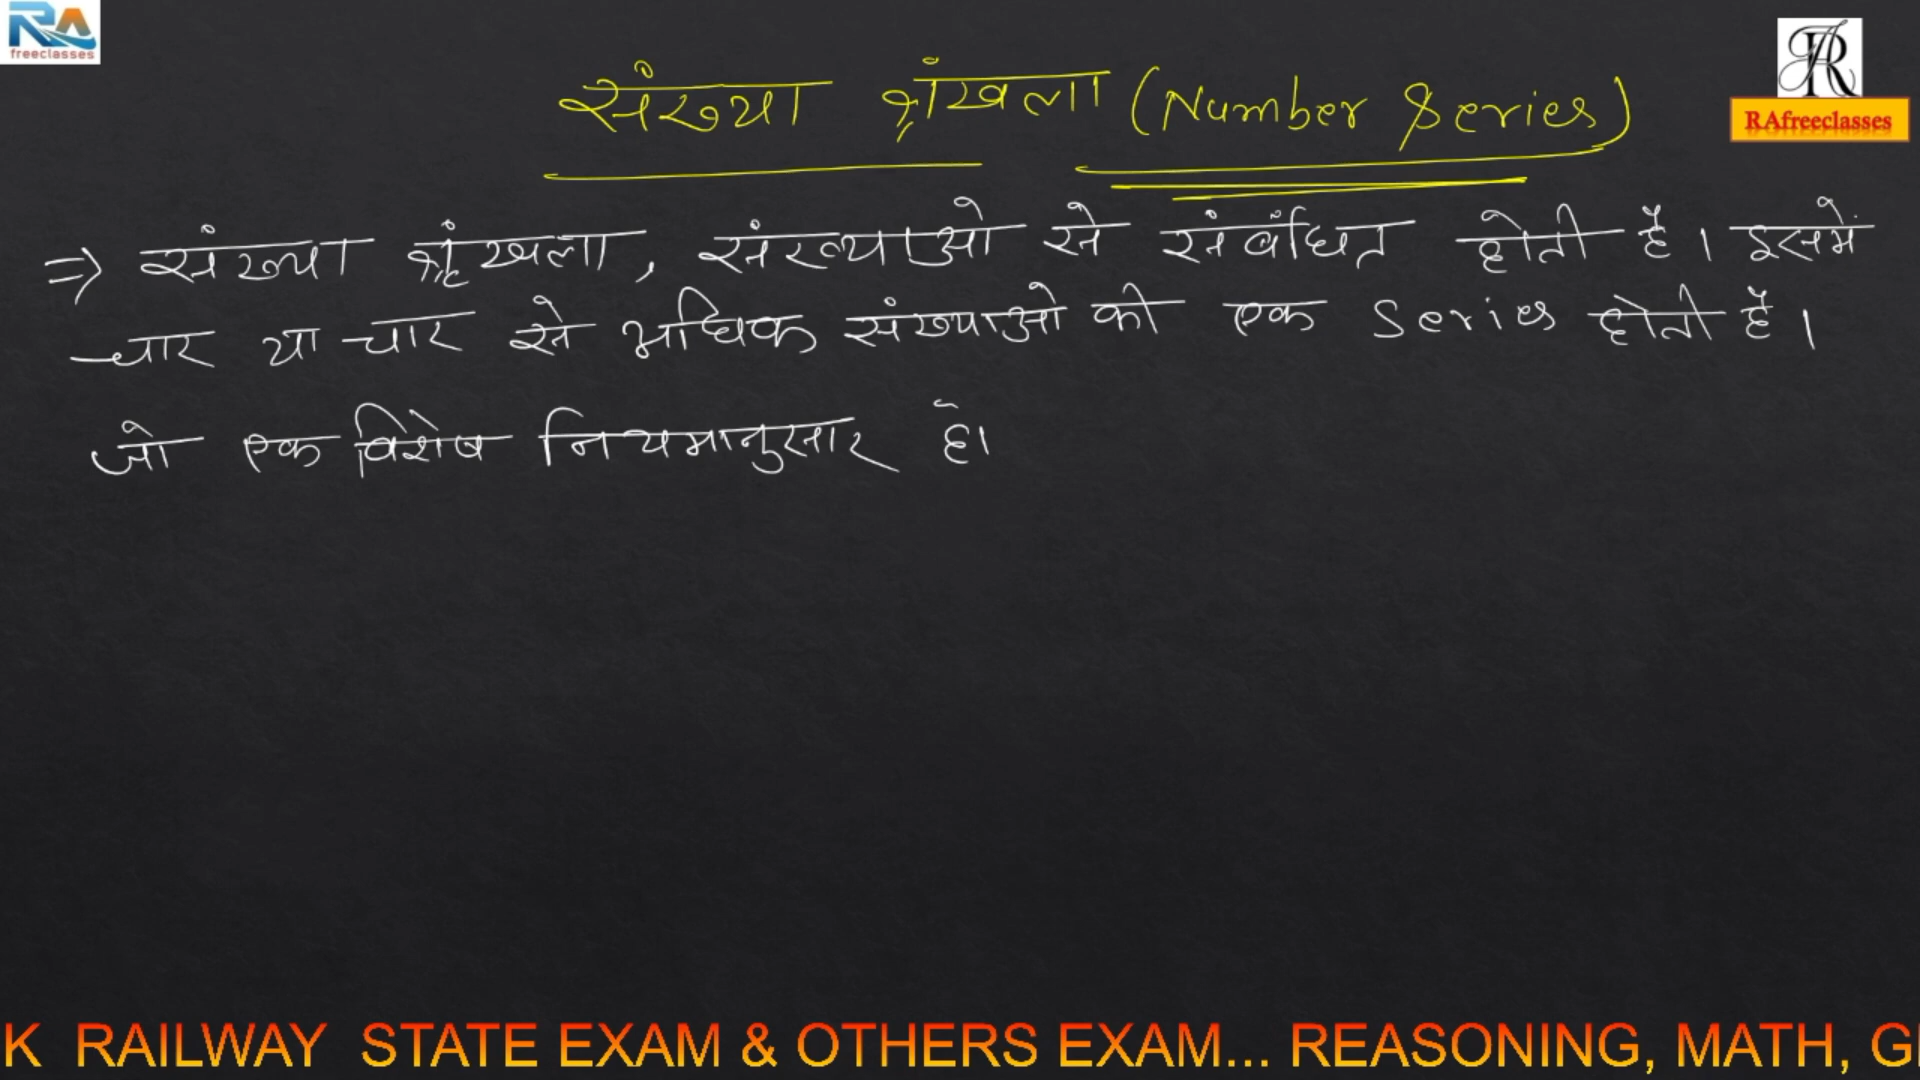 RA
freeclasses
संख्या श्रृंखला (Number Series)
RAfreeclasses
⇒ संख्या श्रृंखला, संख्याओ से संबंधित होती है। इसमें
चार या चार से अधिक संख्याओ की एक Series होती है।
जो एक विशेष नियमानुसार है।
K RAILWAY STATE EXAM & OTHERS EXAM... REASONING, MATH, G